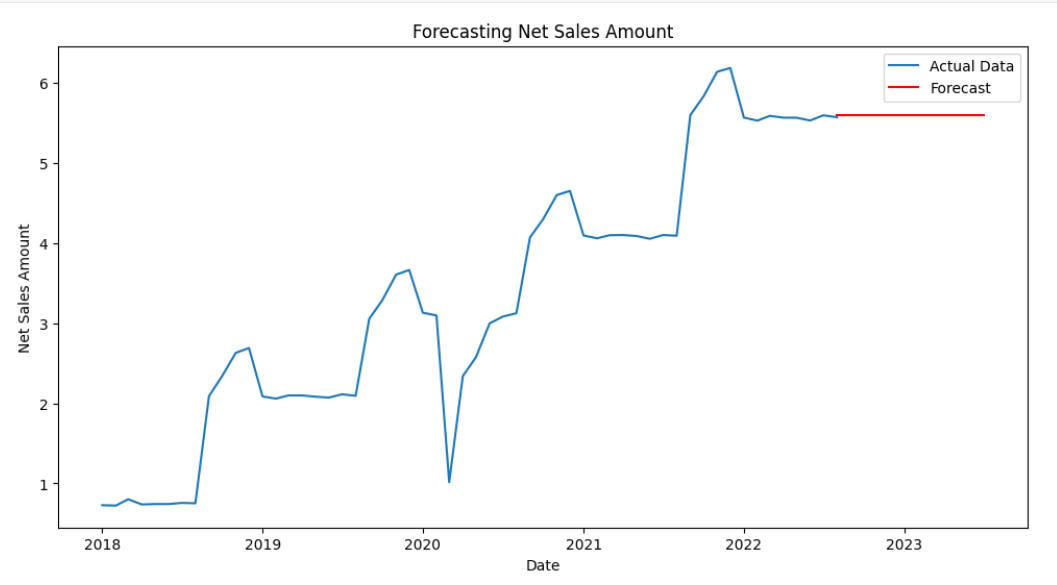 Forecasting Net Sales Amount
Actual Data
Forecast
6
5
4
3
2
1
Net Sales Amount
2018 2019 2020 2021 2022 2023
Date